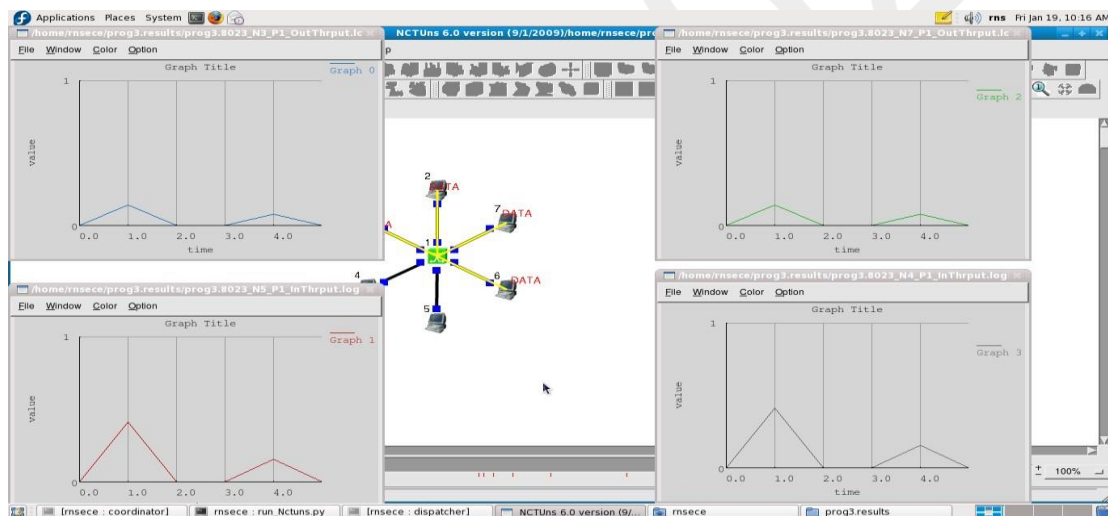 Applications Places System
rns Fri Jan 19, 10:16 AM
/home/rnsece/prog3.results/prog3.8023_N3_P1_OutThrput.lc
File Window Color Option
Graph Title
Graph 0
1
value
0
0.0 1.0 2.0 3.0 4.0
time
NCTUns 6.0 version (9/1/2009)/home/rnsece/pro
p
/home/rnsece/prog3.results/prog3.8023_N7_P1_OutThrput.lc
File Window Color Option
Graph Title
Graph 2
1
value
0
0.0 1.0 2.0 3.0 4.0
time
2
DATA
7
DATA
A
1
6
DATA
4
5
/home/rnsece/prog3.results/prog3.8023_N5_P1_InThrput.log
File Window Color Option
Graph Title
Graph 1
1
value
0
0.0 1.0 2.0 3.0 4.0
time
/home/rnsece/prog3.results/prog3.8023_N4_P1_InThrput.log
File Window Color Option
Graph Title
Graph 3
1
value
0
0.0 1.0 2.0 3.0 4.0
time
100%
[rnsece : coordinator] rnsece : run_Nctuns.py [rnsece : dispatcher] NCTUns 6.0 version (9/... rnsece prog3.results